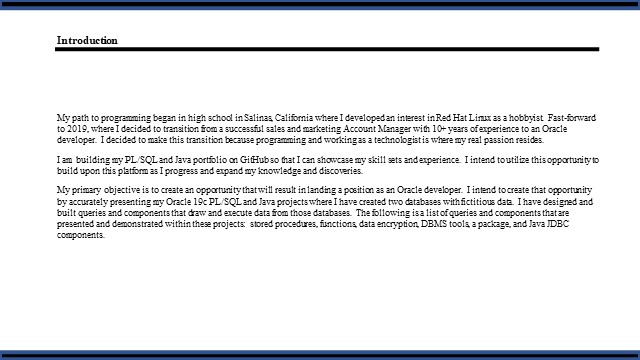 Introduction
My path to programming began in high school in Salinas, California where I developed an interest in Red Hat Linux as a hobbyist. Fast-forward
to 2019, where I decided to transition from a successful sales and marketing Account Manager with 10+ years of experience to an Oracle
developer. I decided to make this transition because programming and working as a technologist is where my real passion resides.
I am building my PL/SQL and Java portfolio on GitHub so that I can showcase my skill sets and experience. I intend to utilize this opportunity to
build upon this platform as I progress and expand my knowledge and discoveries.
My primary objective is to create an opportunity that will result in landing a position as an Oracle developer. I intend to create that opportunity
by accurately presenting my Oracle 19c PL/SQL and Java projects where I have created two databases with fictitious data. I have designed and
built queries and components that draw and execute data from those databases. The following is a list of queries and components that are
presented and demonstrated within these projects: stored procedures, functions, data encryption, DBMS tools, a package, and Java JDBC
components.